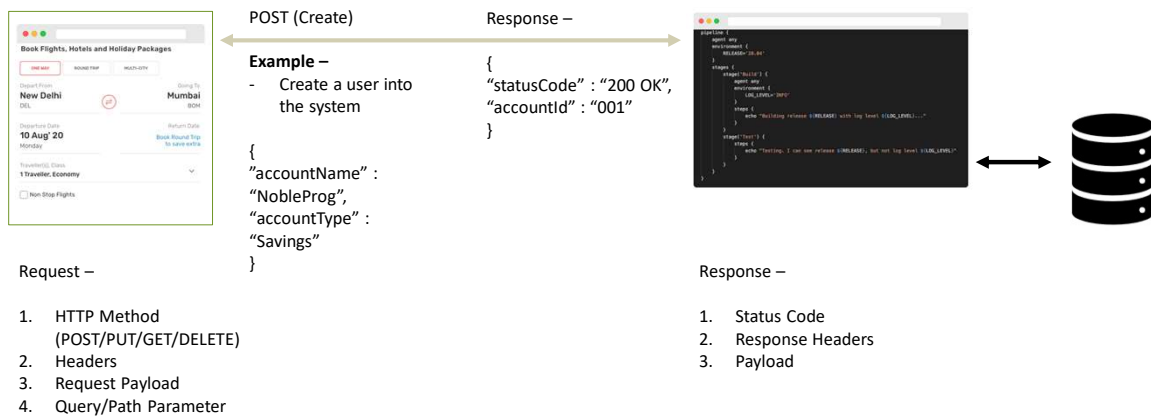 POST (Create)
Response –
Book Flights, Hotels and Holiday Packages
ONE WAY
ROUND TRIP
MULTI-CITY
Depart From
Going To
New Delhi
Mumbai
DEL
BOM
Departure Date
Return Date
10 Aug' 20
Book Round Trip
Monday
to save extra
Traveller(s), Class
1 Traveller, Economy
Non Stop Flights
Example –
- Create a user into
the system
{
"accountName" :
“NobleProg”,
“accountType” :
“Savings”
}
{
“statusCode” : “200 OK”,
“accountId” : “001”
}
pipeline {
agent any
environment {
RELEASE='20.04'
}
stages {
stage("Build") {
agent any
environment {
LOG_LEVEL='INFO'
}
steps {
echo "Building release ${RELEASE} with log level ${LOG_LEVEL}..."
}
}
stage("Test") {
steps {
echo "Testing. I can see release ${RELEASE}, but not log level ${LOG_LEVEL}"
}
}
}
}
Request –
1. HTTP Method
(POST/PUT/GET/DELETE)
2. Headers
3. Request Payload
4. Query/Path Parameter
Response –
1. Status Code
2. Response Headers
3. Payload